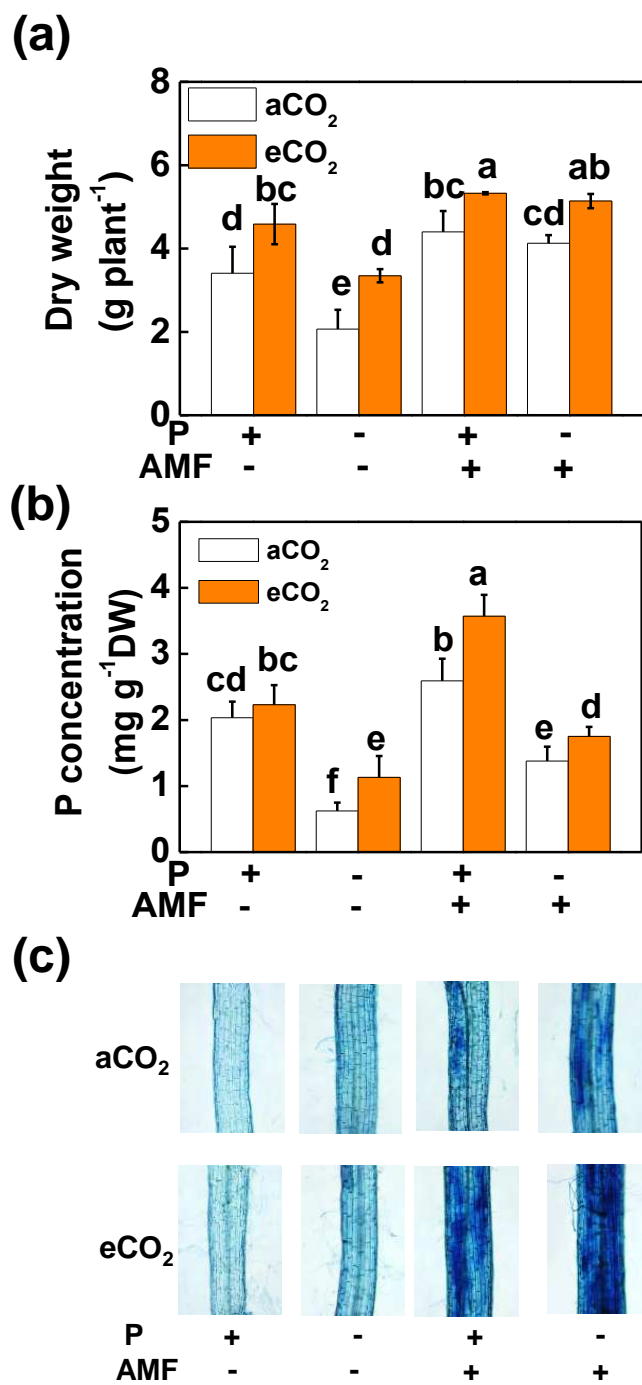 (a)
8
6
4
2
0
Dry weight
(g plant⁻¹)
aCO₂
eCO₂
d
bc
e
d
bc
a
cd
ab
P + - + -
AMF - - + +
(b)
5
4
3
2
1
0
P concentration
(mg g⁻¹DW)
aCO₂
eCO₂
cd
bc
f
e
b
a
e
d
P + - + -
AMF - - + +
(c)
aCO₂
eCO₂
P + - + -
AMF - - + +